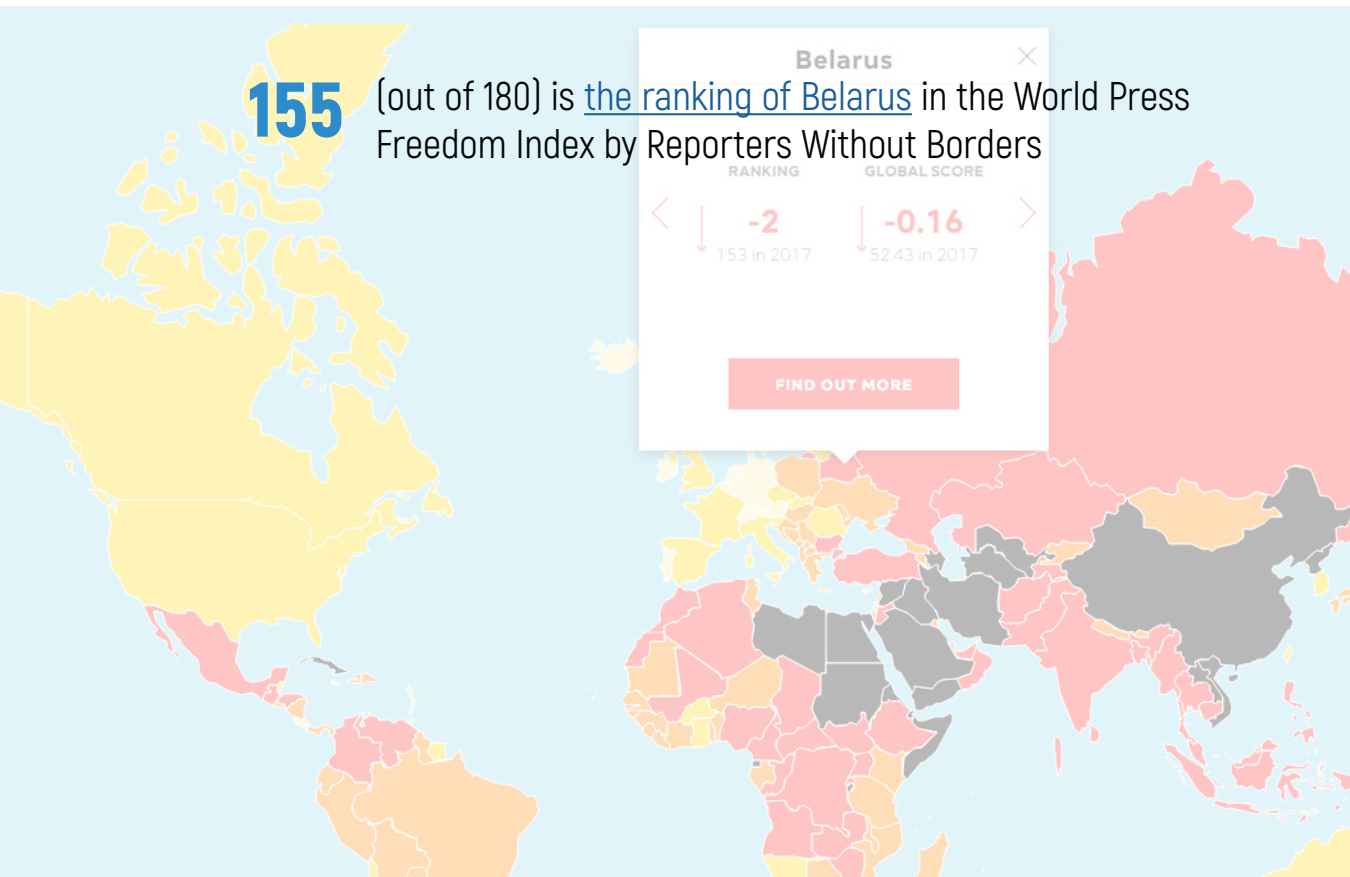 Belarus
155 (out of 180) is the ranking of Belarus in the World Press
Freedom Index by Reporters Without Borders
RANKING GLOBAL SCORE
-2 -0.16
153 in 2017 52.43 in 2017
FIND OUT MORE